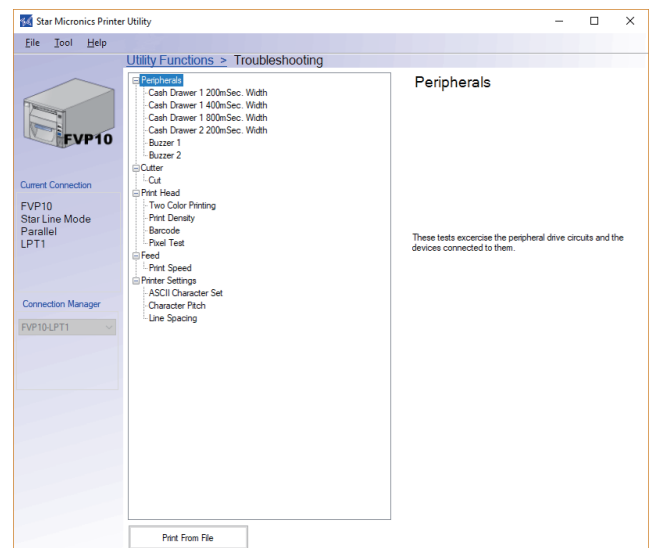 Star Micronics Printer Utility
File Tool Help
Utility Functions > Troubleshooting
FVP10
Current Connection
FVP10
Star Line Mode
Parallel
LPT1
Connection Manager
FVP10-LPT1
Peripherals
Cash Drawer 1 200mSec. Width
Cash Drawer 1 400mSec. Width
Cash Drawer 1 800mSec. Width
Cash Drawer 2 200mSec. Width
Buzzer 1
Buzzer 2
Cutter
Cut
Print Head
Two Color Printing
Print Density
Barcode
Pixel Test
Feed
Print Speed
Printer Settings
ASCII Character Set
Character Pitch
Line Spacing
Peripherals
These tests excercise the peripheral drive circuits and the
devices connected to them.
Print From File